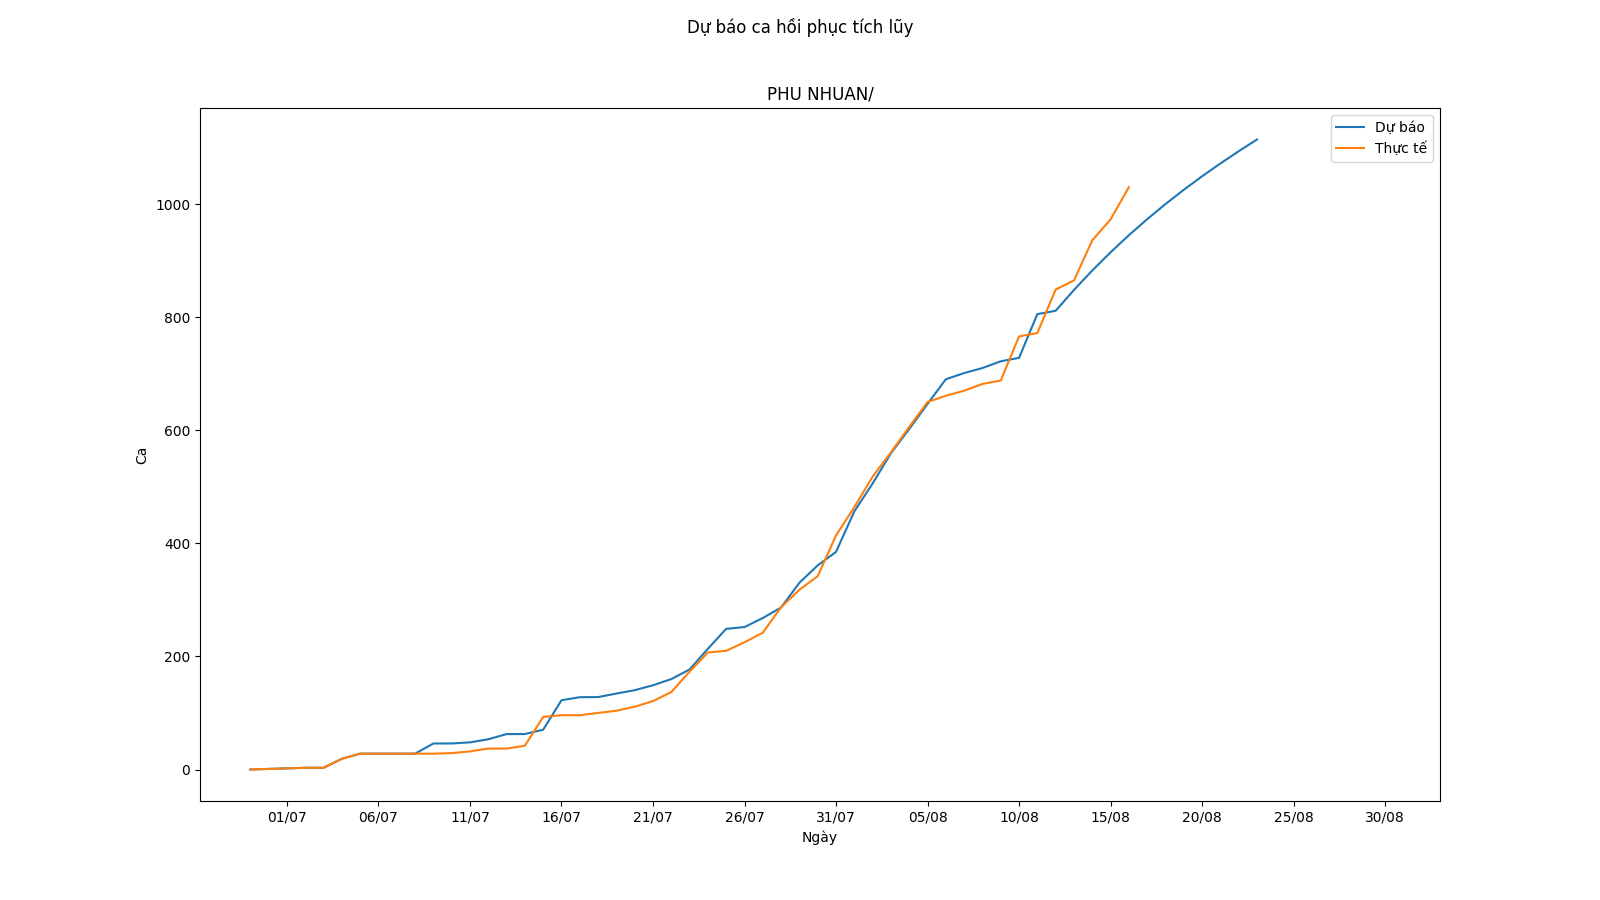 Dự báo ca hồi phục tích lũy
PHU NHUAN/
Dự báo
Thực tế
1000
800
600
400
200
0
Ca
01/07 06/07 11/07 16/07 21/07 26/07 31/07 05/08 10/08 15/08 20/08 25/08 30/08
Ngày